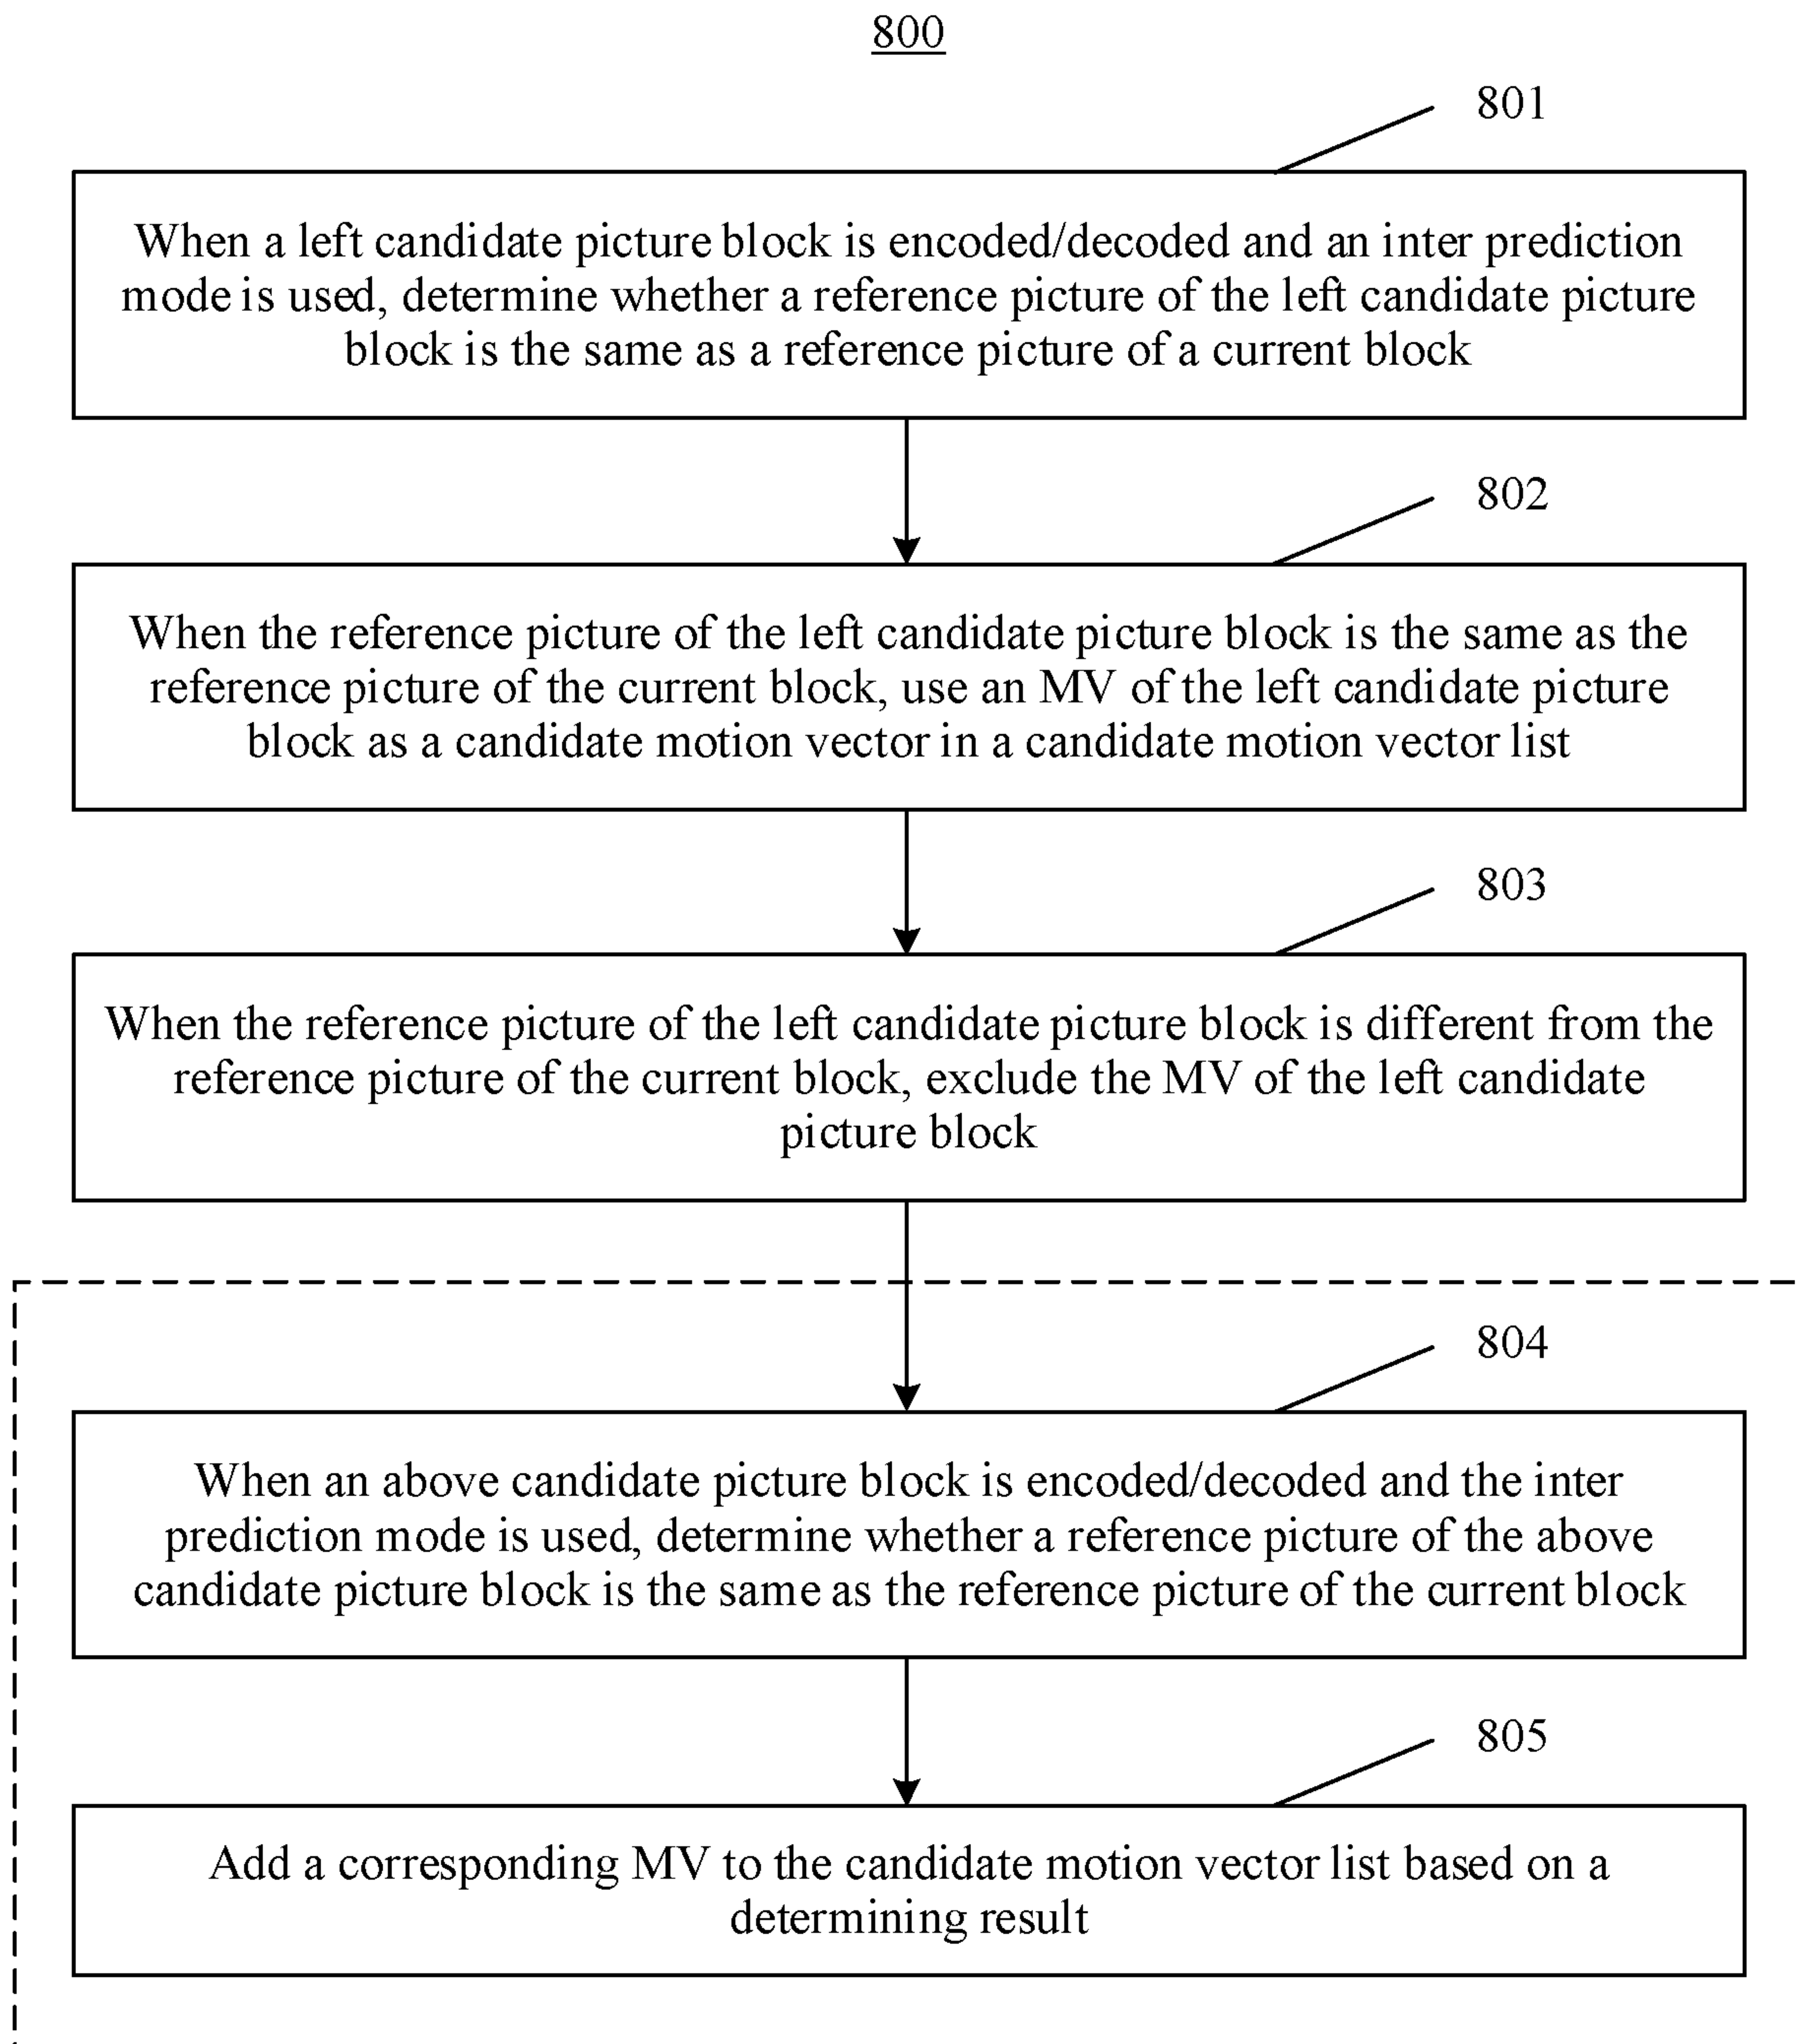 800
801
When a left candidate picture block is encoded/decoded and an inter prediction
mode is used, determine whether a reference picture of the left candidate picture
block is the same as a reference picture of a current block
802
When the reference picture of the left candidate picture block is the same as the
reference picture of the current block, use an MV of the left candidate picture
block as a candidate motion vector in a candidate motion vector list
803
When the reference picture of the left candidate picture block is different from the
reference picture of the current block, exclude the MV of the left candidate
picture block
804
When an above candidate picture block is encoded/decoded and the inter
prediction mode is used, determine whether a reference picture of the above
candidate picture block is the same as the reference picture of the current block
805
Add a corresponding MV to the candidate motion vector list based on a
determining result